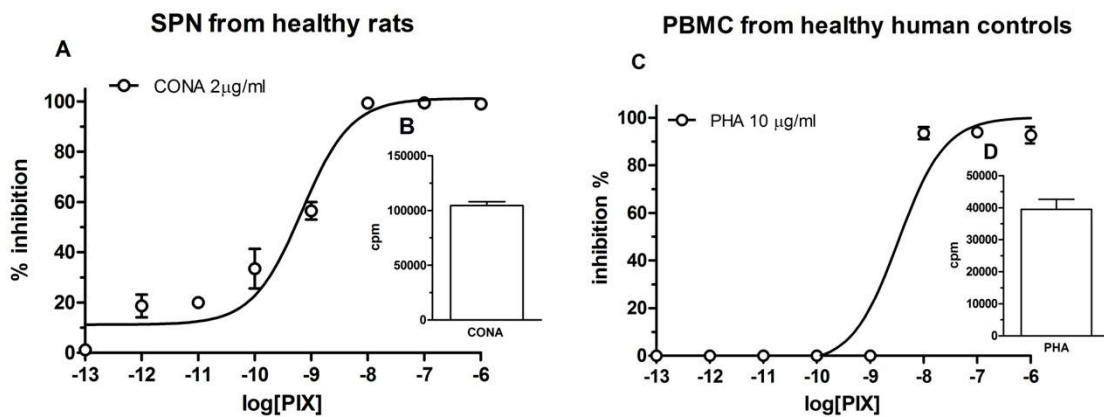 SPN from healthy rats
A
CONA 2µg/ml
100
80
60
40
20
0
% inhibition
-13 -12 -11 -10 -9 -8 -7 -6
log[PIX]
B
150000
100000
50000
0
cpm
CONA
PBMC from healthy human controls
C
PHA 10 µg/ml
100
80
60
40
20
0
inhibition %
-13 -12 -11 -10 -9 -8 -7 -6
log[PIX]
D
50000
40000
30000
20000
10000
0
cpm
PHA